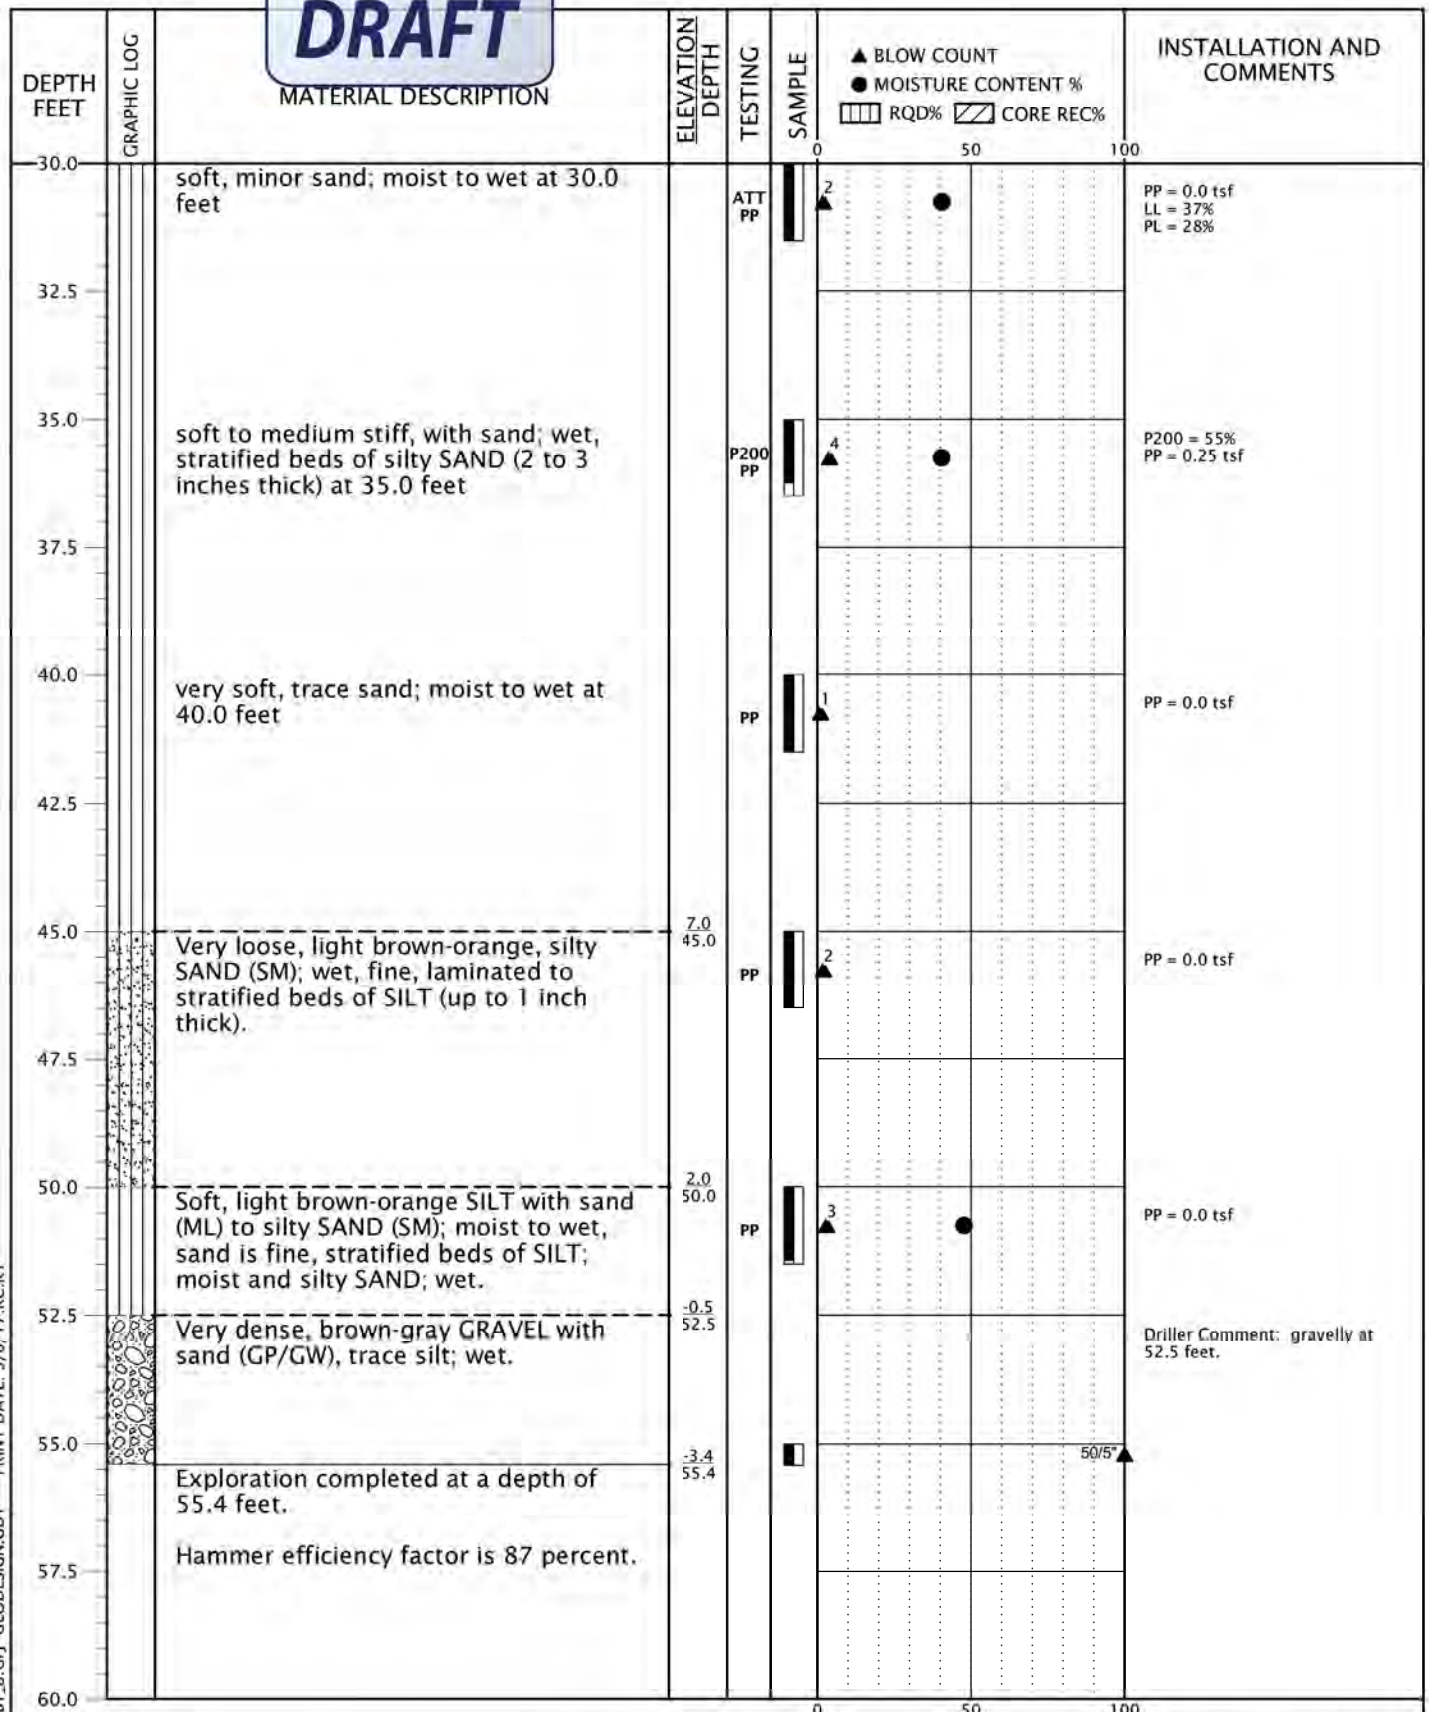 DRAFT
DEPTH
FEET
GRAPHIC LOG
MATERIAL DESCRIPTION
ELEVATION
DEPTH
TESTING
SAMPLE
▲ BLOW COUNT
● MOISTURE CONTENT %
RQD% CORE REC%
INSTALLATION AND
COMMENTS
0 50 100
30.0
soft, minor sand; moist to wet at 30.0
feet
ATT
PP
2
PP = 0.0 tsf
LL = 37%
PL = 28%
32.5
35.0
soft to medium stiff, with sand; wet,
stratified beds of silty SAND (2 to 3
inches thick) at 35.0 feet
P200
PP
4
P200 = 55%
PP = 0.25 tsf
37.5
40.0
very soft, trace sand; moist to wet at
40.0 feet
PP
1
PP = 0.0 tsf
42.5
45.0
Very loose, light brown-orange, silty
SAND (SM); wet, fine, laminated to
stratified beds of SILT (up to 1 inch
thick).
7.0
45.0
PP
2
PP = 0.0 tsf
47.5
50.0
Soft, light brown-orange SILT with sand
(ML) to silty SAND (SM); moist to wet,
sand is fine, stratified beds of SILT;
moist and silty SAND; wet.
2.0
50.0
PP
3
PP = 0.0 tsf
52.5
Very dense, brown-gray GRAVEL with
sand (GP/GW), trace silt; wet.
-0.5
52.5
Driller Comment: gravelly at
52.5 feet.
55.0
50/5"
-3.4
55.4
Exploration completed at a depth of
55.4 feet.
Hammer efficiency factor is 87 percent.
57.5
60.0
0 50 100